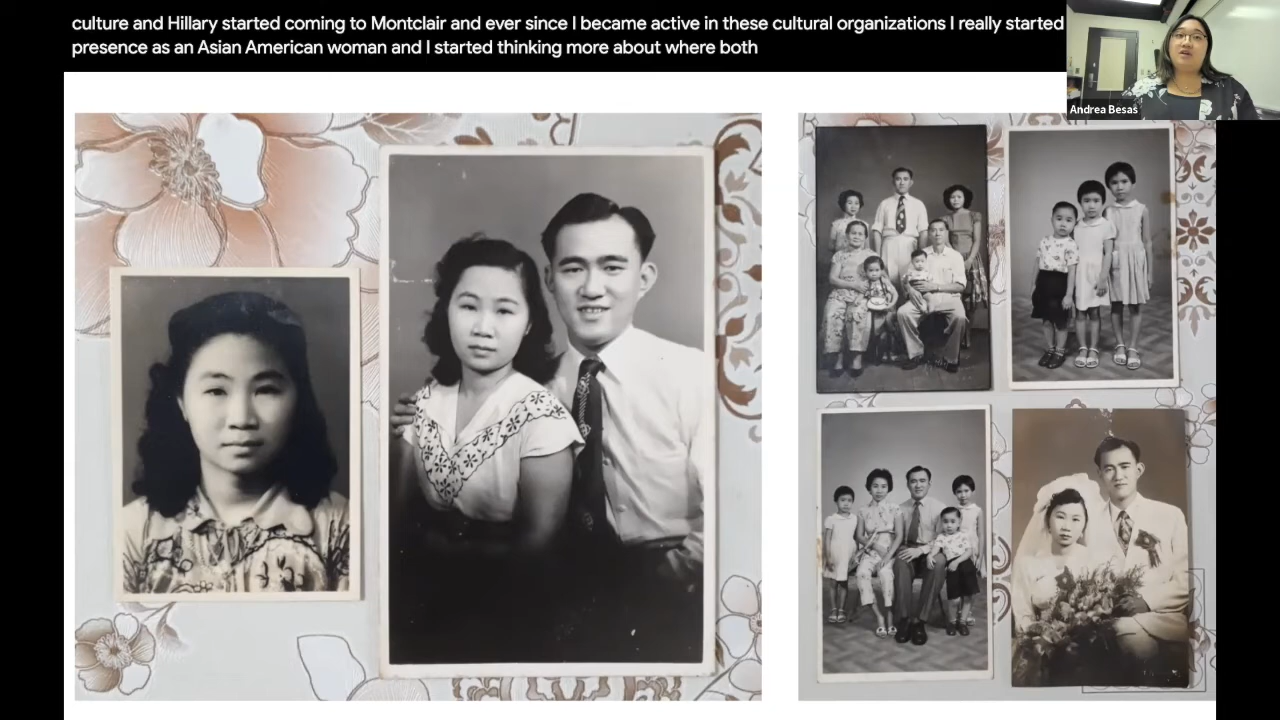 culture and Hillary started coming to Montclair and ever since I became active in these cultural organizations I really started
presence as an Asian American woman and I started thinking more about where both
Andrea Besas